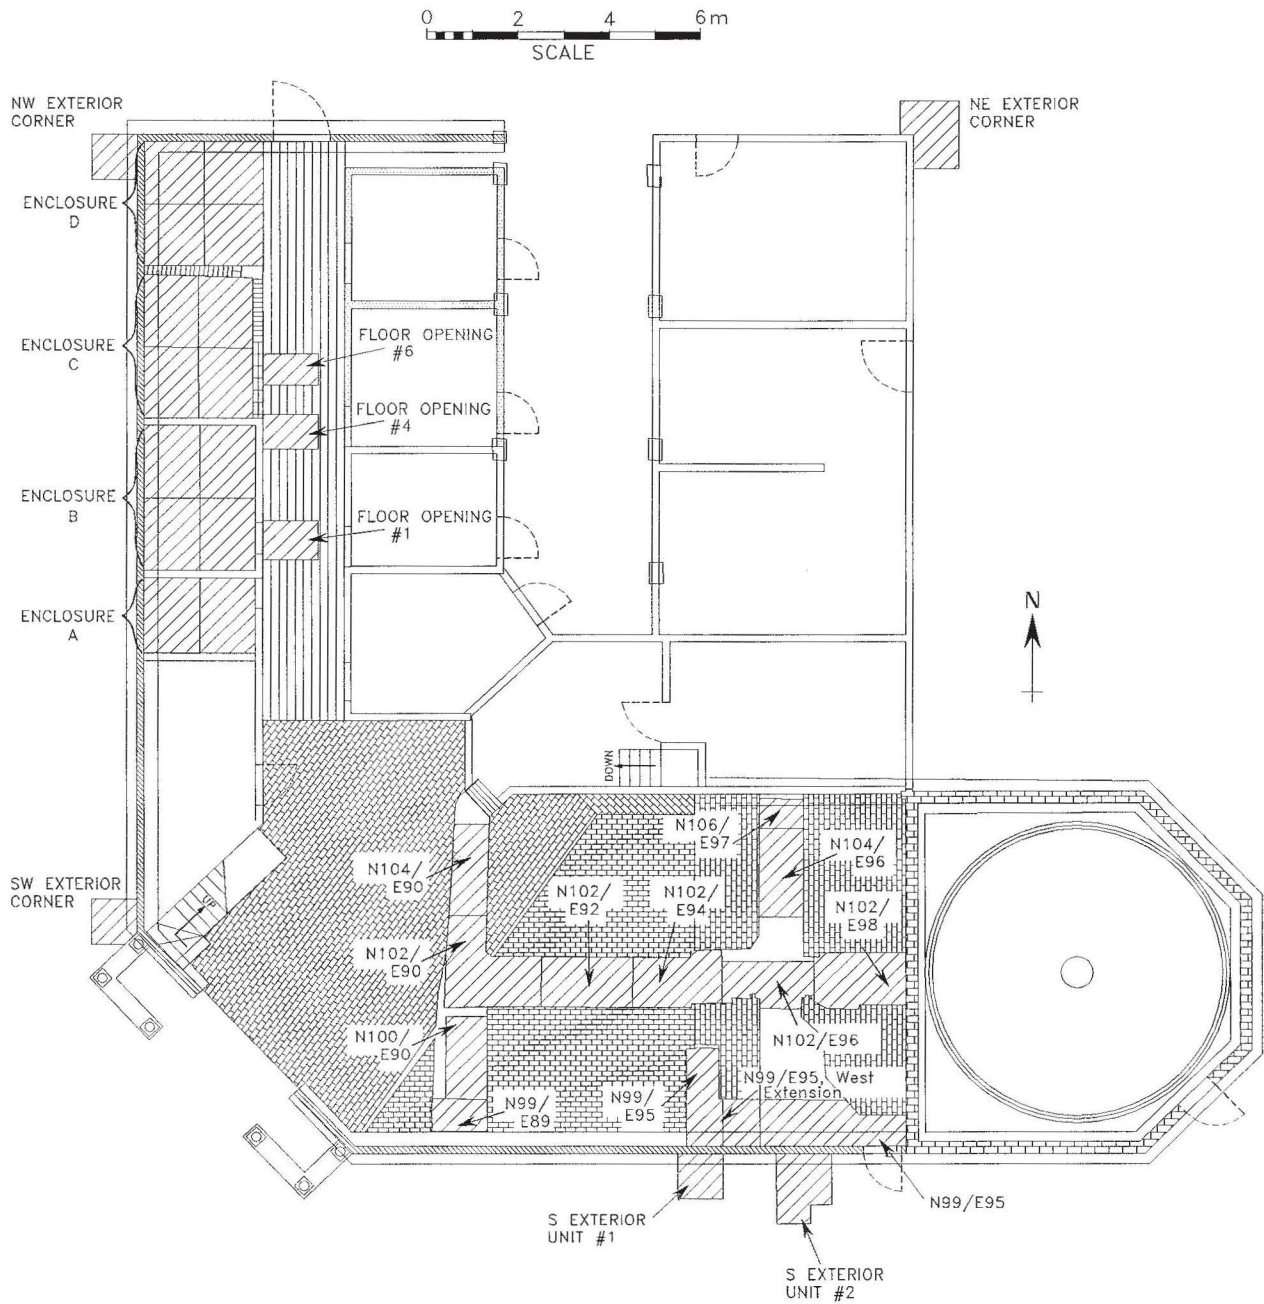 0 2 4 6m
SCALE
NW EXTERIOR
CORNER
NE EXTERIOR
CORNER
ENCLOSURE
D
FLOOR OPENING
#6
ENCLOSURE
C
FLOOR OPENING
#4
ENCLOSURE
B
FLOOR OPENING
#1
ENCLOSURE
A
N
DOWN
SW EXTERIOR
CORNER
UP
N106/
E97
N104/
E96
N104/
E90
N102/
E92
N102/
E94
N102/
E98
N102/
E90
N100/
E90
N102/E96
N99/E95, West
Extension
N99/
E89
N99/
E95
N99/E95
S EXTERIOR
UNIT #1
S EXTERIOR
UNIT #2